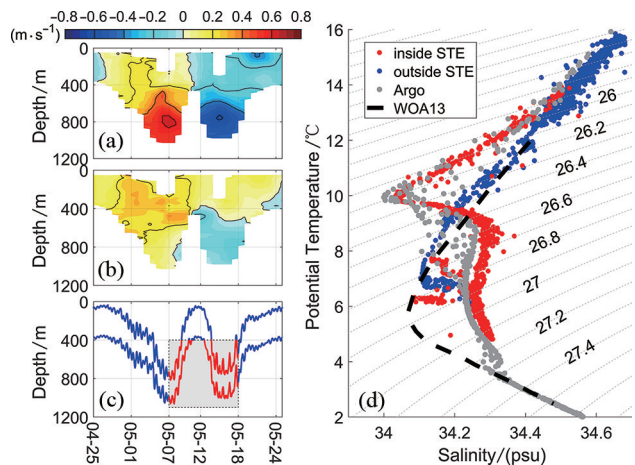 −0.8 −0.6 −0.4 −0.2 0 0.2 0.4 0.6 0.8
(m·s⁻¹)
0
400
800
1200
Depth/m
(a)
0
400
800
1200
Depth/m
(b)
0
400
800
1200
Depth/m
(c)
04-25
05-01
05-07
05-12
05-18
05-24
16
14
12
10
8
6
4
2
Potential Temperature/℃
inside STE
outside STE
Argo
WOA13
26
26.2
26.4
26.6
26.8
27
27.2
27.4
(d)
34 34.2 34.4 34.6
Salinity/(psu)